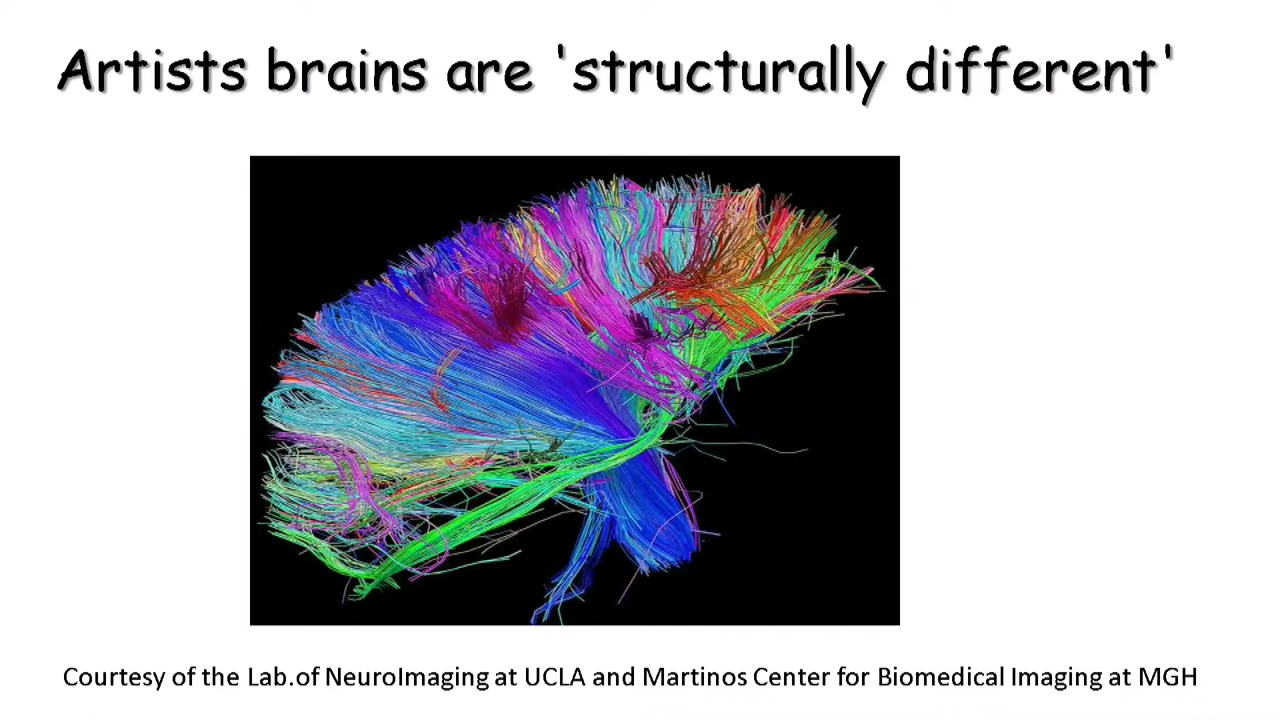 Artists brains are 'structurally different'
Courtesy of the Lab.of NeuroImaging at UCLA and Martinos Center for Biomedical Imaging at MGH